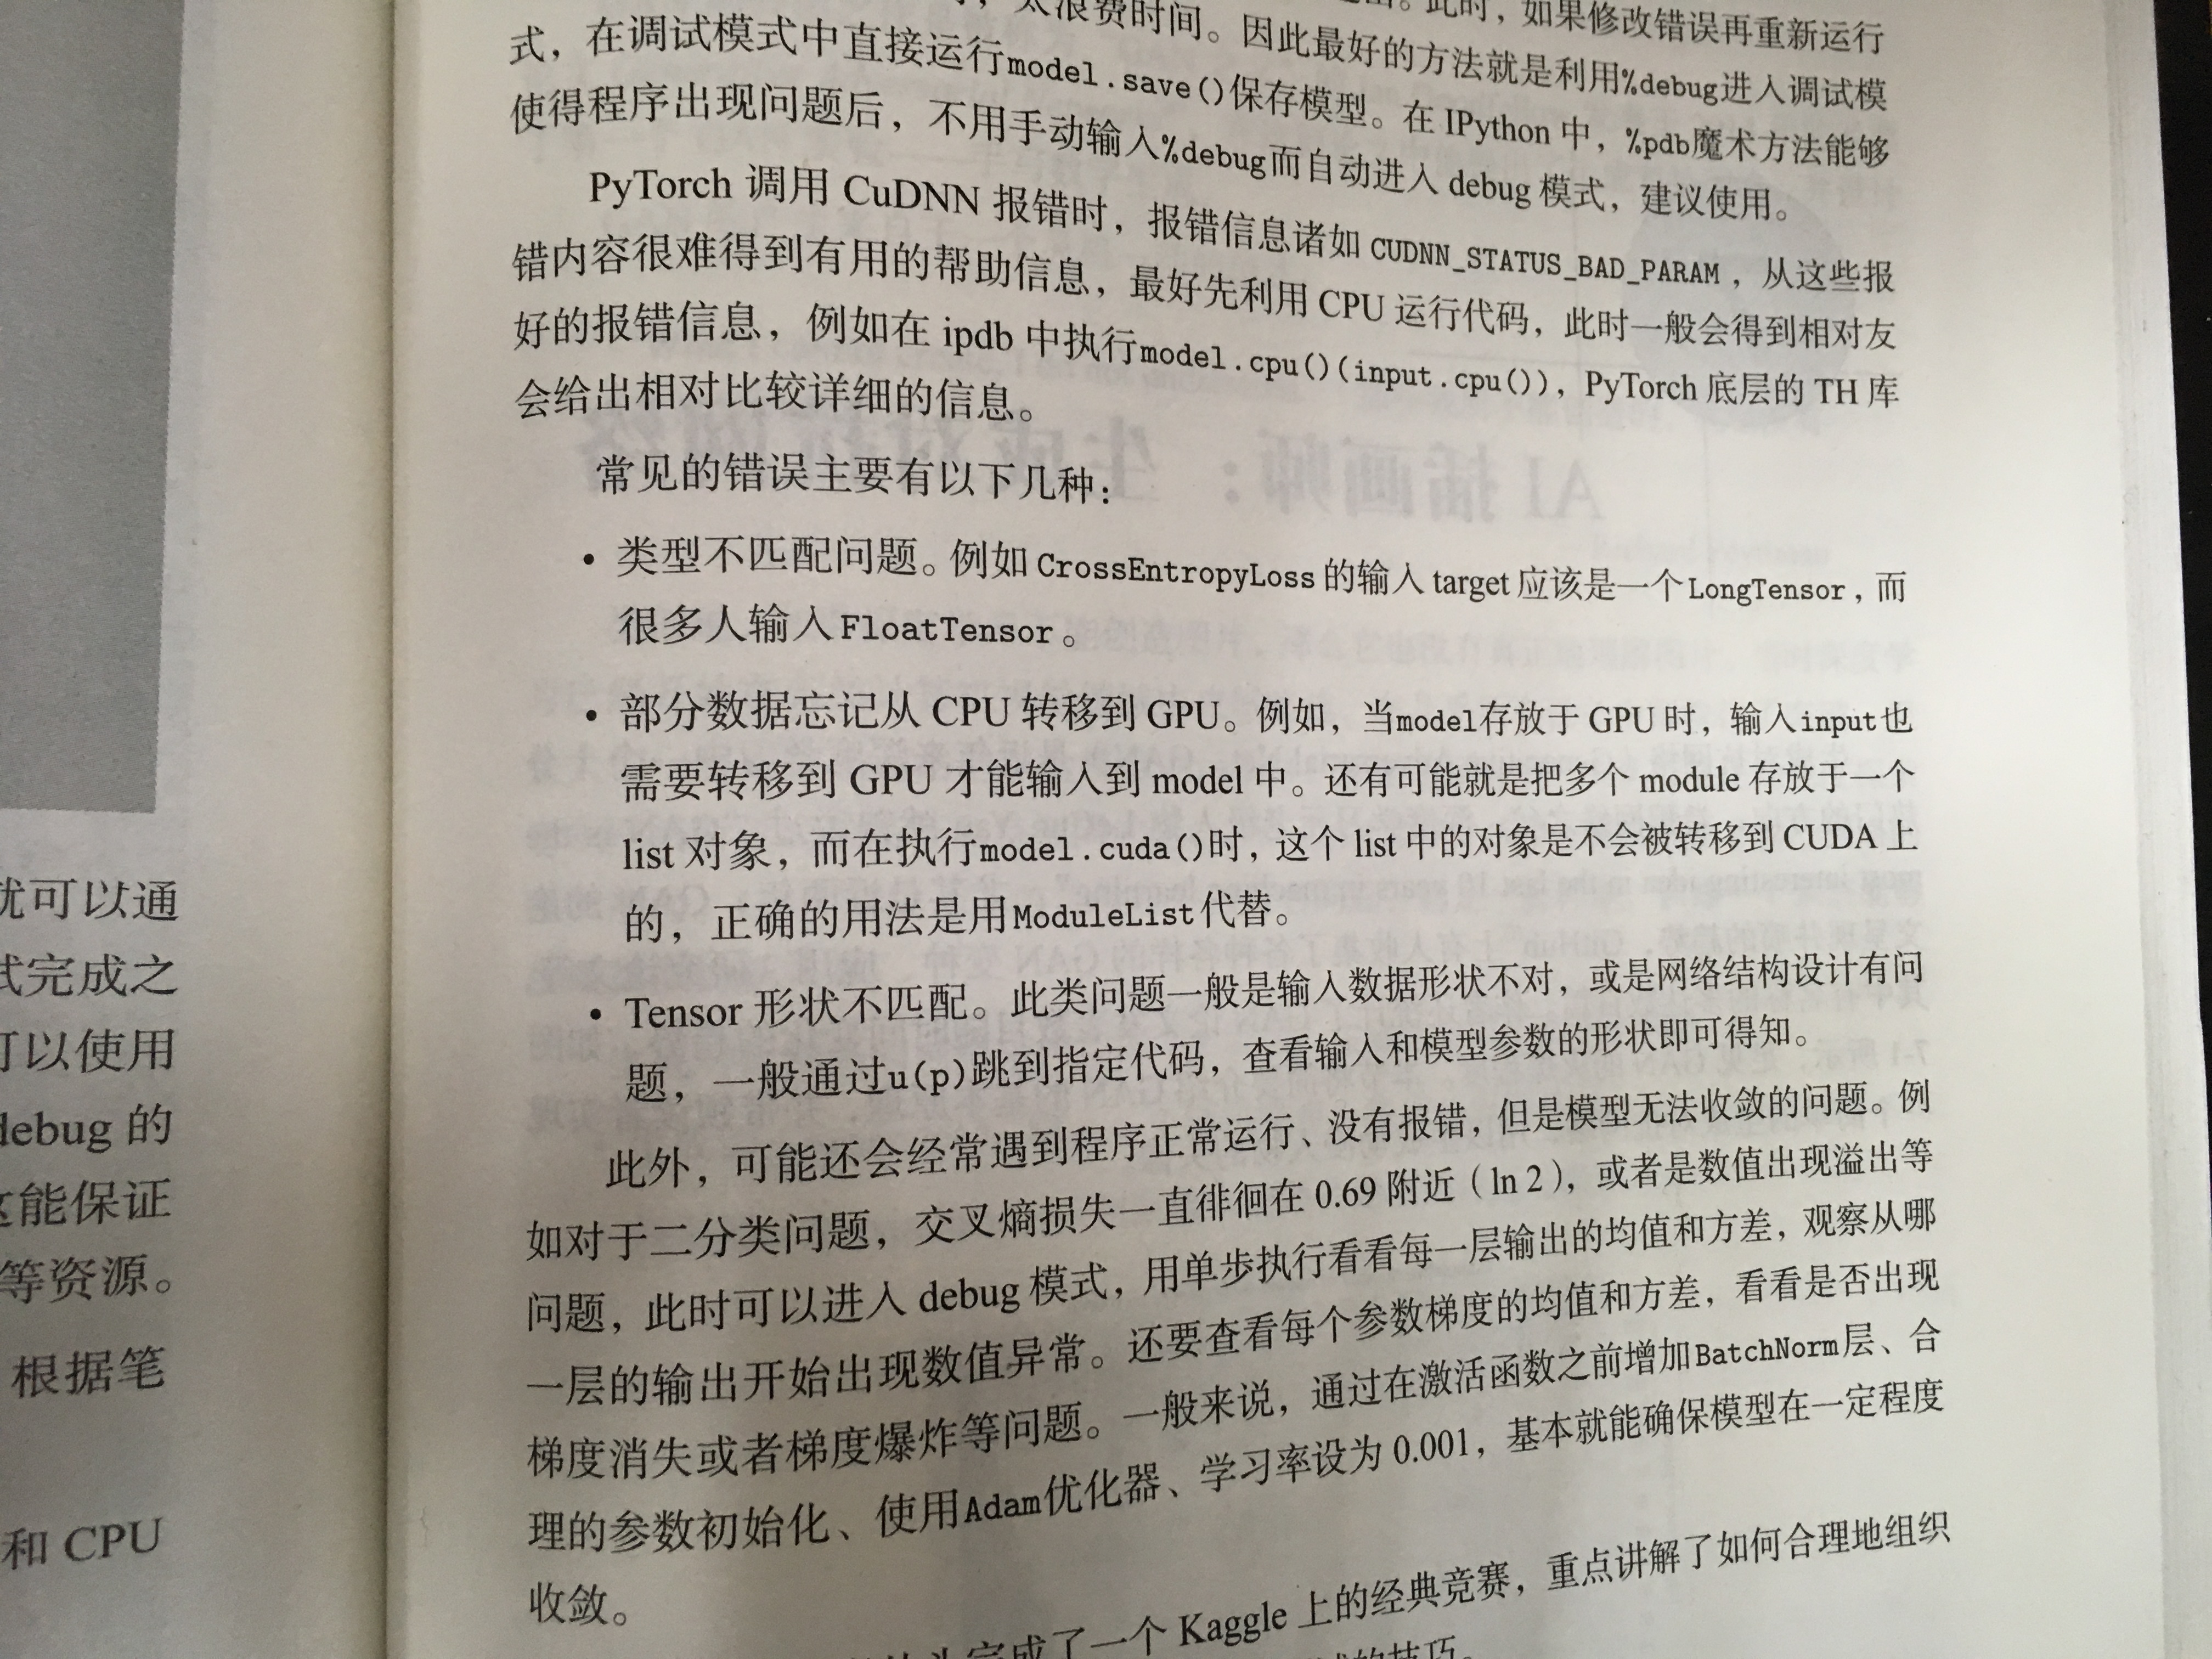 就可以通
式完成之
可以使用
debug 的
这能保证
等资源。
根据笔
和 CPU
太浪费时间。因此最好的方法就是利用%debug进入调试模
此时，如果修改错误再重新运行
式，在调试模式中直接运行model.save()保存模型。在 IPython 中，%pdb魔术方法能够
使得程序出现问题后，不用手动输入%debug而自动进入 debug 模式，建议使用。
PyTorch 调用 CuDNN 报错时，报错信息诸如 CUDNN_STATUS_BAD_PARAM，从这些报
错内容很难得到有用的帮助信息，最好先利用 CPU 运行代码，此时一般会得到相对友
好的报错信息，例如在 ipdb 中执行model.cpu()(input.cpu())，PyTorch 底层的 TH 库
会给出相对比较详细的信息。
常见的错误主要有以下几种：
• 类型不匹配问题。例如 CrossEntropyLoss 的输入 target 应该是一个LongTensor，而
很多人输入FloatTensor。
• 部分数据忘记从 CPU 转移到 GPU。例如，当model存放于 GPU 时，输入input也
需要转移到 GPU 才能输入到 model 中。还有可能就是把多个 module 存放于一个
list 对象，而在执行model.cuda()时，这个 list 中的对象是不会被转移到 CUDA 上
的，正确的用法是用ModuleList代替。
• Tensor 形状不匹配。此类问题一般是输入数据形状不对，或是网络结构设计有问
题，一般通过u(p)跳到指定代码，查看输入和模型参数的形状即可得知。
此外，可能还会经常遇到程序正常运行、没有报错，但是模型无法收敛的问题。例
如对于二分类问题，交叉熵损失一直徘徊在 0.69 附近（ln 2），或者是数值出现溢出等
问题，此时可以进入 debug 模式，用单步执行看看每一层输出的均值和方差，观察从哪
一层的输出开始出现数值异常。还要查看每个参数梯度的均值和方差，看看是否出现
梯度消失或者梯度爆炸等问题。一般来说，通过在激活函数之前增加BatchNorm层、合
理的参数初始化、使用Adam优化器、学习率设为 0.001，基本就能确保模型在一定程度
收敛。
完成了一个 Kaggle 上的经典竞赛，重点讲解了如何合理地组织
的技巧。